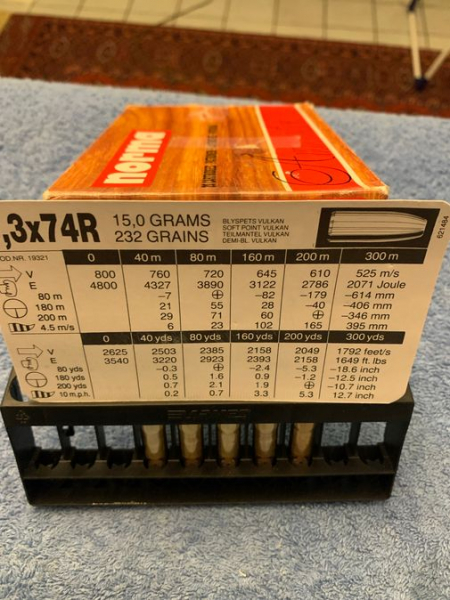 norma
,3x74R
15,0 GRAMS
232 GRAINS
BLYSPETS VULKAN
SOFT POINT VULKAN
TEILMANTEL VULKAN
DEMI-BL. VULKAN
621484
OD.NR. 19321 0 40 m 80 m 160 m 200 m 300 m
V 800 760 720 645 610 525 m/s
E 4800 4327 3890 3122 2786 2071 Joule
80 m –7 ⊕ –82 –179 –614 mm
180 m 21 55 28 –40 –406 mm
200 m 29 71 60 ⊕ –346 mm
4.5 m/s 6 23 102 165 395 mm
0 40 yds 80 yds 160 yds 200 yds 300 yds
V 2625 2503 2385 2158 2049 1792 feet/s
E 3540 3220 2923 2393 2158 1649 ft. lbs
80 yds –0.3 ⊕ –2.4 –5.3 –18.6 inch
180 yds 0.5 1.6 0.9 –1.2 –12.5 inch
200 yds 0.7 2.1 1.9 ⊕ –10.7 inch
10 m.p.h. 0.2 0.7 3.3 5.3 12.7 inch